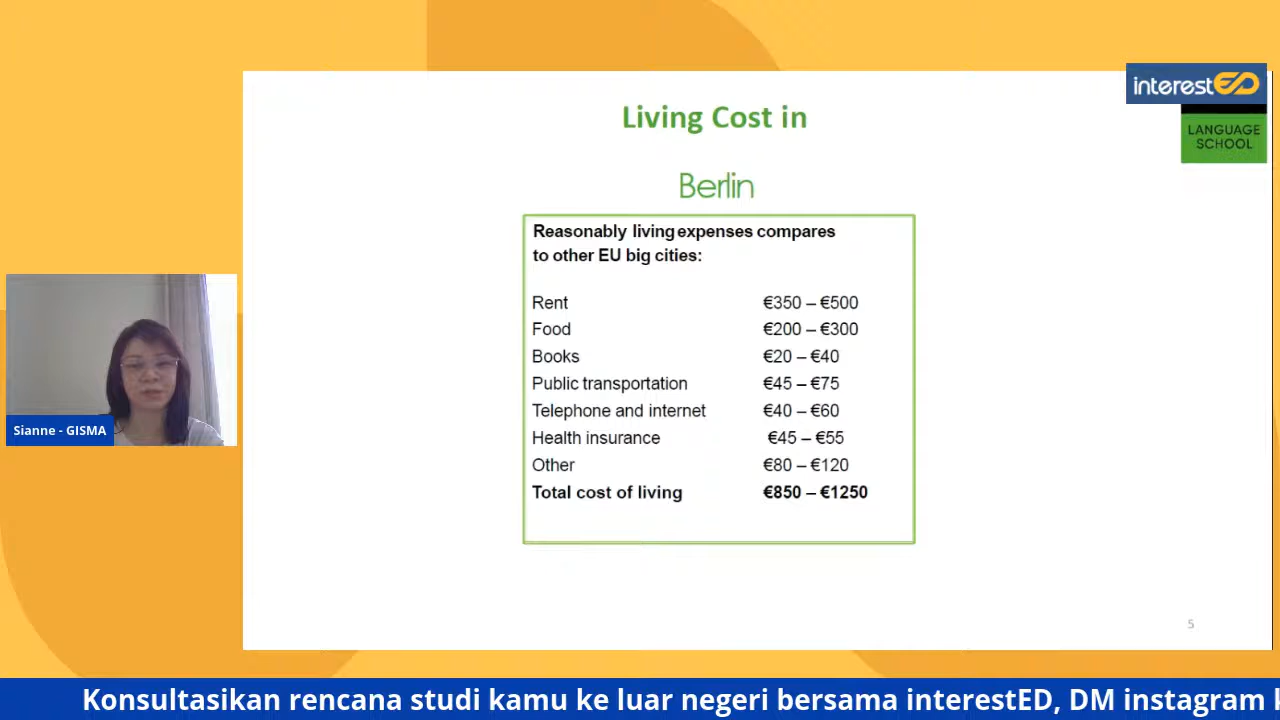 interestED
LANGUAGE
SCHOOL
Living Cost in
Berlin
Reasonably living expenses compares
to other EU big cities:
Rent €350 – €500
Food €200 – €300
Books €20 – €40
Public transportation €45 – €75
Telephone and internet €40 – €60
Health insurance €45 – €55
Other €80 – €120
Total cost of living €850 – €1250
Sianne - GISMA
5
Konsultasikan rencana studi kamu ke luar negeri bersama interestED, DM instagram